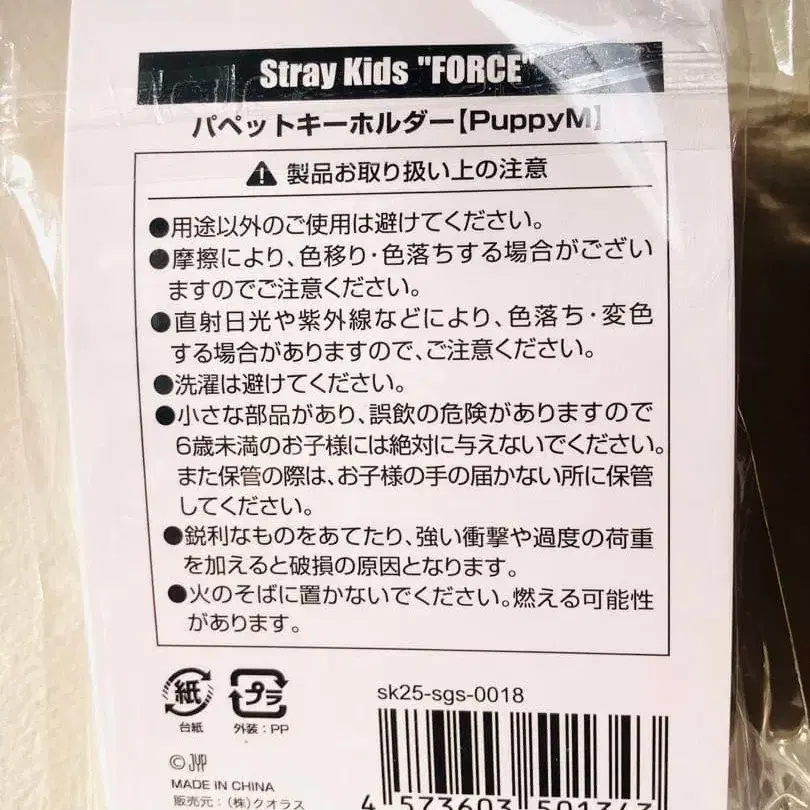 Stray Kids "FORCE"
パペットキーホルダー【PuppyM】
製品お取り扱い上の注意
●用途以外のご使用は避けてください。
●摩擦により、色移り・色落ちする場合がござい
ますのでご注意ください。
●直射日光や紫外線などにより、色落ち・変色
する場合がありますので、ご注意ください。
●洗濯は避けてください。
●小さな部品があり、誤飲の危険がありますので
6歳未満のお子様には絶対に与えないでください。
また保管の際は、お子様の手の届かない所に保管
してください。
●鋭利なものをあてたり、強い衝撃や過度の荷重
を加えると破損の原因となります。
●火のそばに置かないでください。燃える可能性
があります。
紙 プラ
台紙 外装:PP
sk25-sgs-0018
© JYP
MADE IN CHINA
販売元:(株)クオラス
4 573603